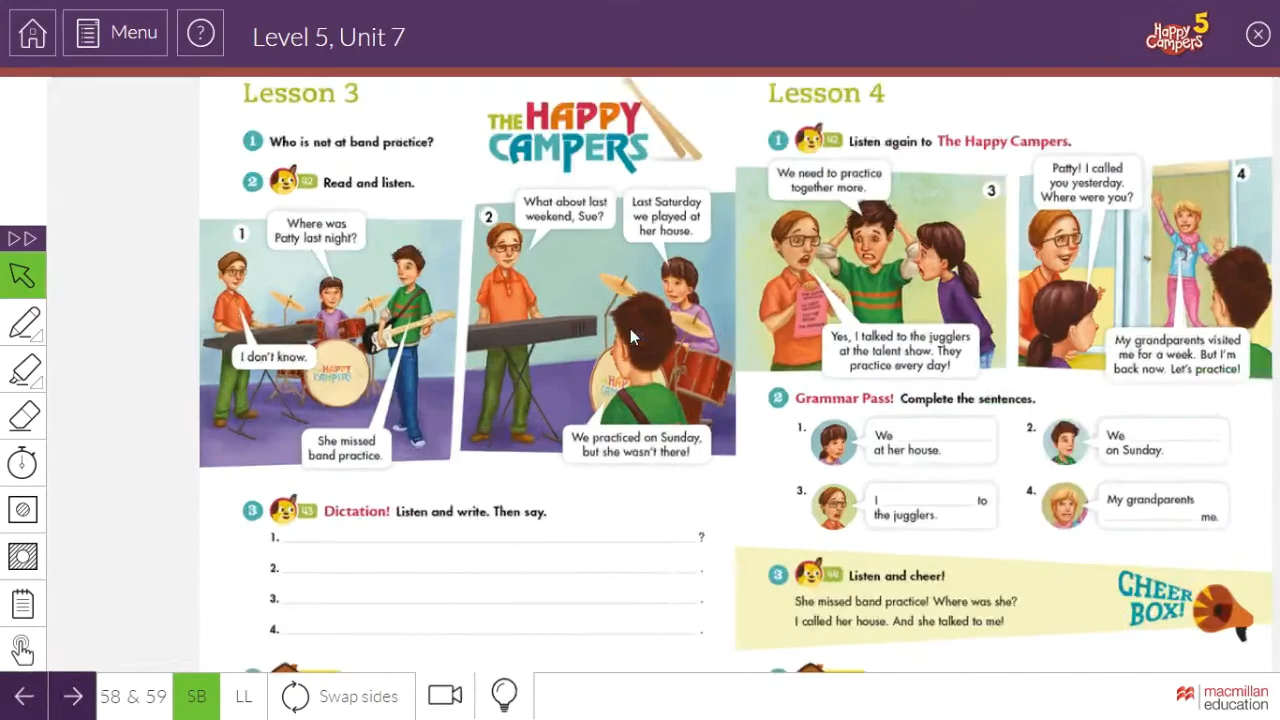 Menu
?
Level 5, Unit 7
Happy Campers 5
Lesson 3
1 Who is not at band practice?
2 42 Read and listen.
THE HAPPY
CAMPERS
1
Where was
Patty last night?
I don't know.
HAPPY
CAMPERS
She missed
band practice.
2
What about last
weekend, Sue?
Last Saturday
we played at
her house.
We practiced on Sunday,
but she wasn't there!
3 43 Dictation! Listen and write. Then say.
1. ?
2. .
3. .
4. .
Lesson 4
1 42 Listen again to The Happy Campers.
We need to practice
together more.
3
Yes, I talked to the jugglers
at the talent show. They
practice every day!
Patty! I called
you yesterday.
Where were you?
4
My grandparents visited
me for a week. But I'm
back now. Let's practice!
2 Grammar Pass! Complete the sentences.
1. We
at her house.
2. We
on Sunday.
3. I to
the jugglers.
4. My grandparents
me.
3 44 Listen and cheer!
She missed band practice! Where was she?
I called her house. And she talked to me!
CHEER
BOX!
58 & 59
SB
LL
Swap sides
macmillan
education